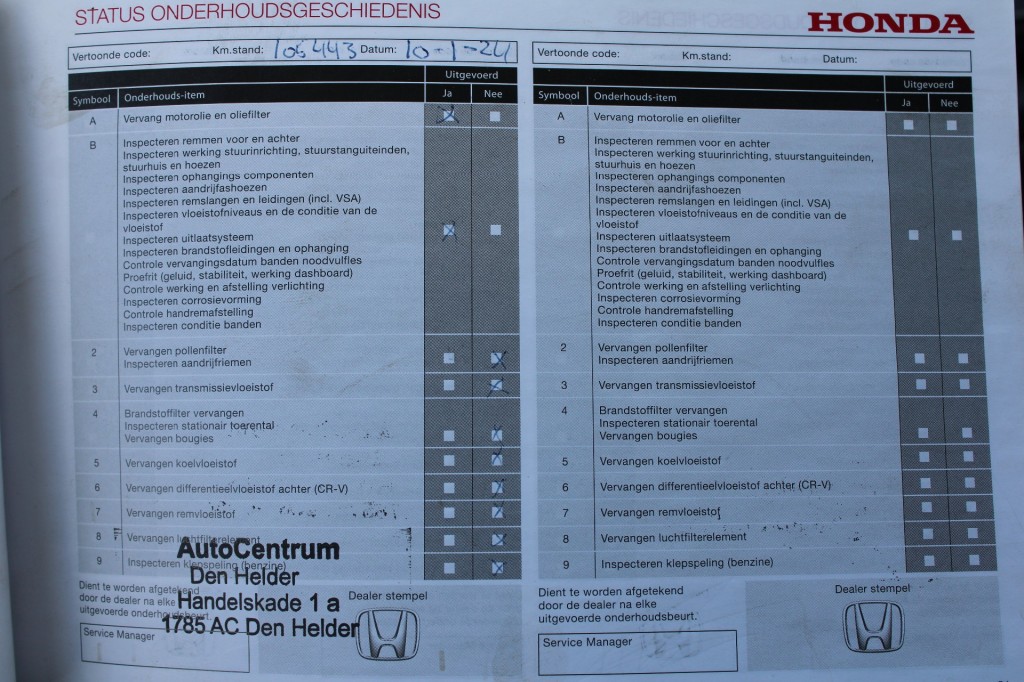 STATUS ONDERHOUDSGESCHIEDENIS
HONDA
Vertoonde code: Km.stand: 106443 Datum: 10-1-24
Uitgevoerd
Symbool Onderhouds-item Ja Nee
A Vervang motorolie en oliefilter
B Inspecteren remmen voor en achter
Inspecteren werking stuurinrichting, stuurstanguiteinden,
stuurhuis en hoezen
Inspecteren ophangings componenten
Inspecteren aandrijfashoezen
Inspecteren remslangen en leidingen (incl. VSA)
Inspecteren vloeistofniveaus en de conditie van de
vloeistof
Inspecteren uitlaatsysteem
Inspecteren brandstofleidingen en ophanging
Controle vervangingsdatum banden noodvulfles
Proefrit (geluid, stabiliteit, werking dashboard)
Controle werking en afstelling verlichting
Inspecteren corrosievorming
Controle handremafstelling
Inspecteren conditie banden
2 Vervangen pollenfilter
Inspecteren aandrijfriemen
3 Vervangen transmissievloeistof
4 Brandstoffilter vervangen
Inspecteren stationair toerental
Vervangen bougies
5 Vervangen koelvloeistof
6 Vervangen differentieelvloeistof achter (CR-V)
7 Vervangen remvloeistof
8 Vervangen luchtfilterelement
9 Inspecteren klepspeling (benzine)
AutoCentrum
Den Helder
Handelskade 1 a
1785 AC Den Helder
Dient te worden afgetekend
door de dealer na elke
uitgevoerde onderhoudsbeurt.
Service Manager
Dealer stempel
Vertoonde code: Km.stand: Datum:
Uitgevoerd
Symbool Onderhouds-item Ja Nee
A Vervang motorolie en oliefilter
B Inspecteren remmen voor en achter
Inspecteren werking stuurinrichting, stuurstanguiteinden,
stuurhuis en hoezen
Inspecteren ophangings componenten
Inspecteren aandrijfashoezen
Inspecteren remslangen en leidingen (incl. VSA)
Inspecteren vloeistofniveaus en de conditie van de
vloeistof
Inspecteren uitlaatsysteem
Inspecteren brandstofleidingen en ophanging
Controle vervangingsdatum banden noodvulfles
Proefrit (geluid, stabiliteit, werking dashboard)
Controle werking en afstelling verlichting
Inspecteren corrosievorming
Controle handremafstelling
Inspecteren conditie banden
2 Vervangen pollenfilter
Inspecteren aandrijfriemen
3 Vervangen transmissievloeistof
4 Brandstoffilter vervangen
Inspecteren stationair toerental
Vervangen bougies
5 Vervangen koelvloeistof
6 Vervangen differentieelvloeistof achter (CR-V)
7 Vervangen remvloeistof
8 Vervangen luchtfilterelement
9 Inspecteren klepspeling (benzine)
Dient te worden afgetekend
door de dealer na elke
uitgevoerde onderhoudsbeurt.
Service Manager
Dealer stempel